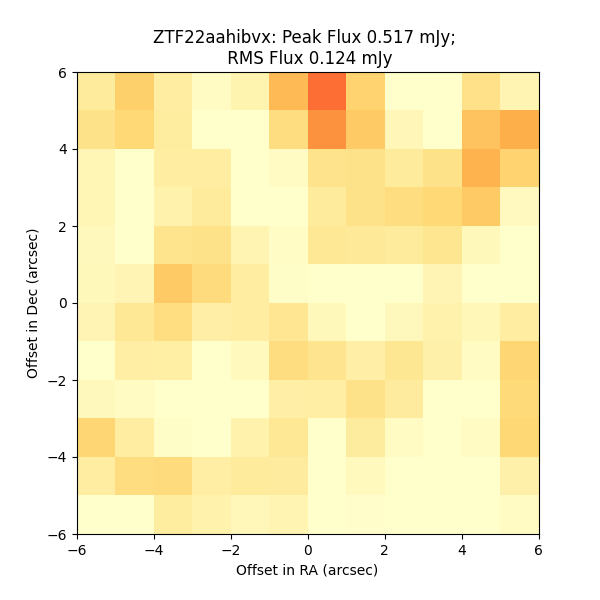 ZTF22aahibvx: Peak Flux 0.517 mJy;
RMS Flux 0.124 mJy
6
4
2
0
−2
−4
−6
Offset in Dec (arcsec)
−6 −4 −2 0 2 4 6
Offset in RA (arcsec)